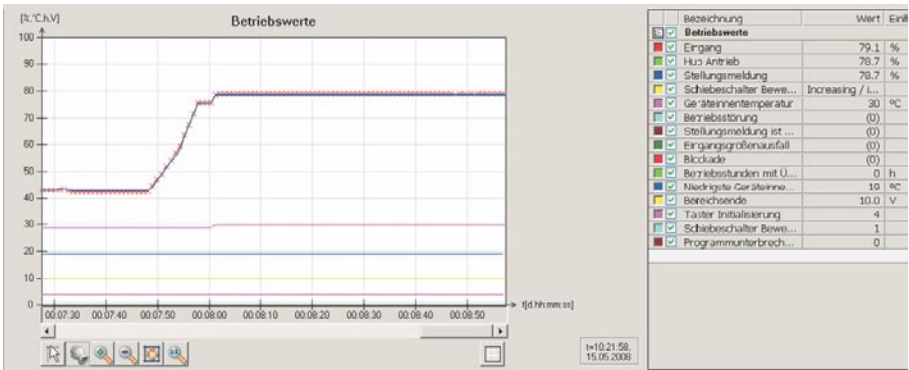 [%,°C,h,V]
Betriebswerte
100
90
80
70
60
50
40
30
20
10
0
00:07:30 00:07:40 00:07:50 00:08:00 00:08:10 00:08:20 00:08:30 00:08:40 00:08:50
t[d.hh:mm:ss]
t=10:21:58,
15.05.2008
Bezeichnung Wert Einh
Betriebswerte
Eingang 79.1 %
Hub Antrieb 78.7 %
Stellungsmeldung 78.7 %
Schiebeschalter Bewe... Increasing / i...
Geräteinnentemperatur 30 °C
Betriebsstörung (0)
Stellungsmeldung ist ... (0)
Eingangsgrößenausfall (0)
Blockade (0)
Betriebsstunden mit Ü... 0 h
Niedrigste Geräteinne... 19 °C
Bereichsende 10.0 V
Taster Initialisierung 4
Schiebeschalter Bewe... 1
Programmunterbrech... 0